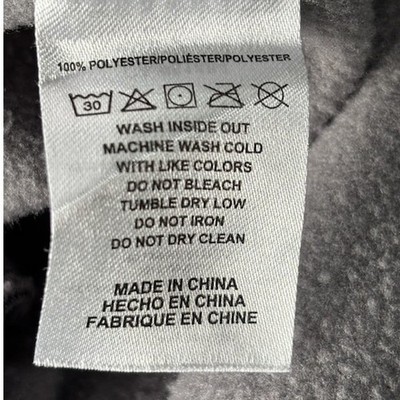 100% POLYESTER/POLIÉSTER/POLYESTER
30
WASH INSIDE OUT
MACHINE WASH COLD
WITH LIKE COLORS
DO NOT BLEACH
TUMBLE DRY LOW
DO NOT IRON
DO NOT DRY CLEAN
MADE IN CHINA
HECHO EN CHINA
FABRIQUE EN CHINE